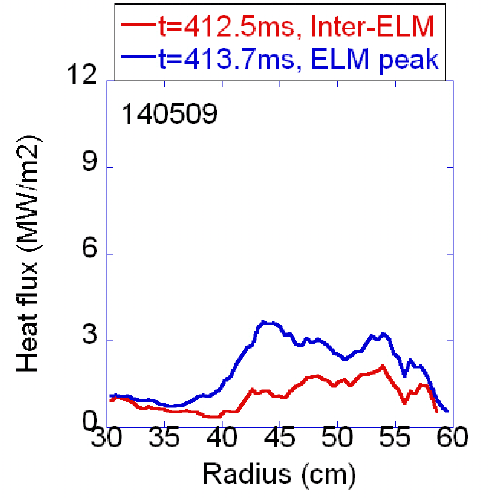 t=412.5ms, Inter-ELM
t=413.7ms, ELM peak
12
140509
9
6
3
0
Heat flux (MW/m2)
30 35 40 45 50 55 60
Radius (cm)